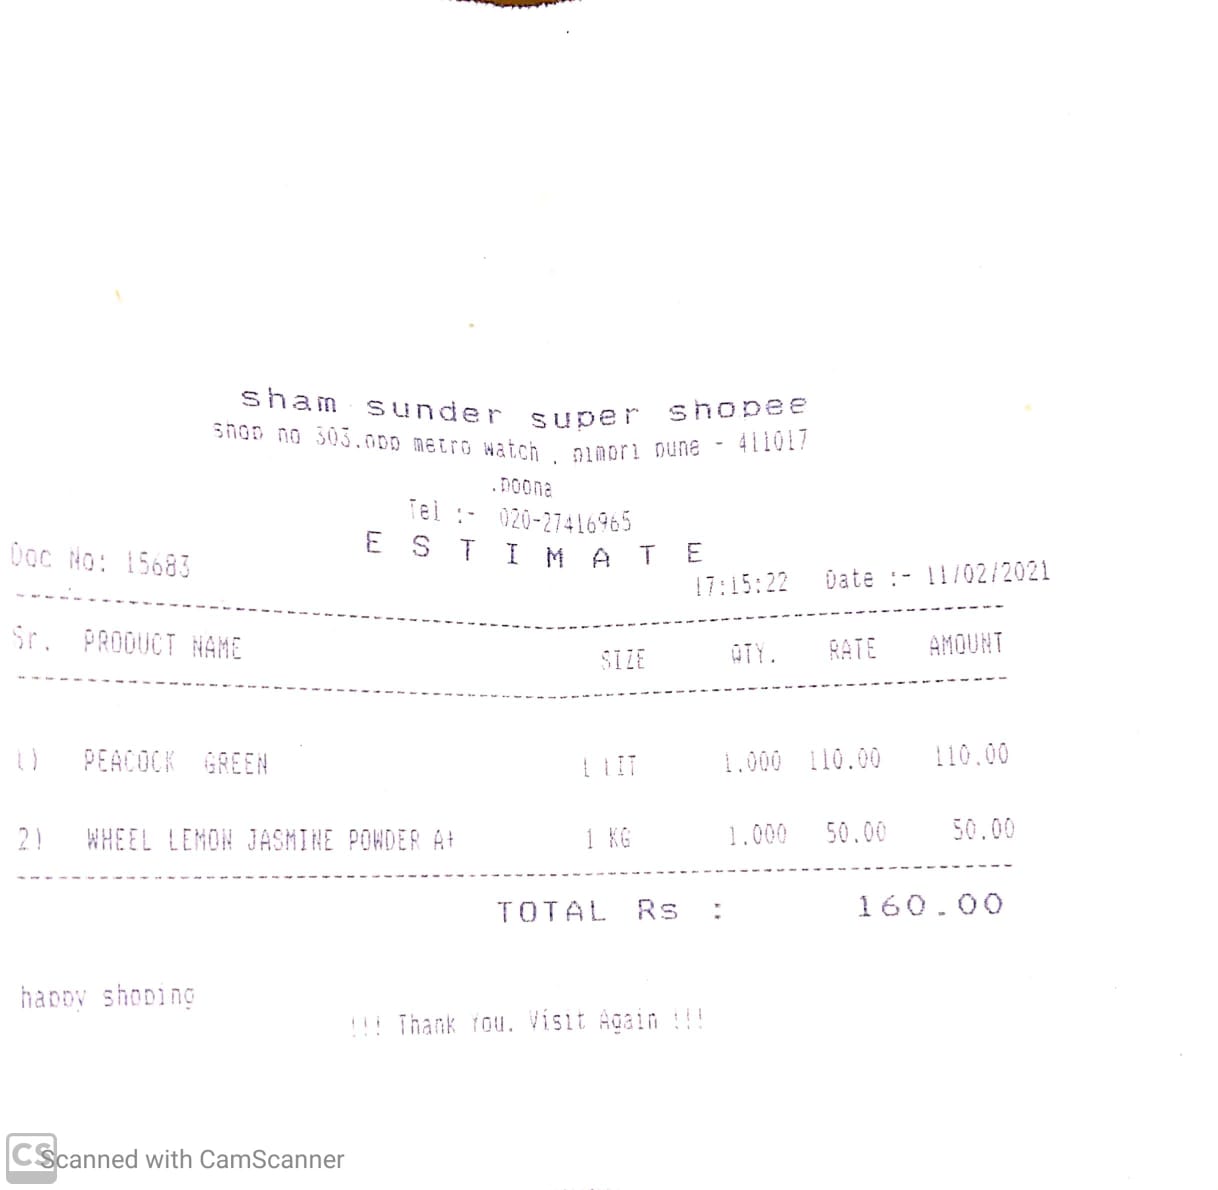 sham sunder super shopee
shop no 303,opp metro watch , pimpri pune - 411017
,poona
Tel :- 020-27416965
E S T I M A T E
Doc No: 15683 17:15:22 Date :- 11/02/2021
Sr. PRODUCT NAME SIZE QTY. RATE AMOUNT
1) PEACOCK GREEN 1 LIT 1.000 110.00 110.00
2) WHEEL LEMON JASMINE POWDER A+ 1 KG 1.000 50.00 50.00
TOTAL Rs : 160.00
happy shoping
!!! Thank You. Visit Again !!!
CS Scanned with CamScanner